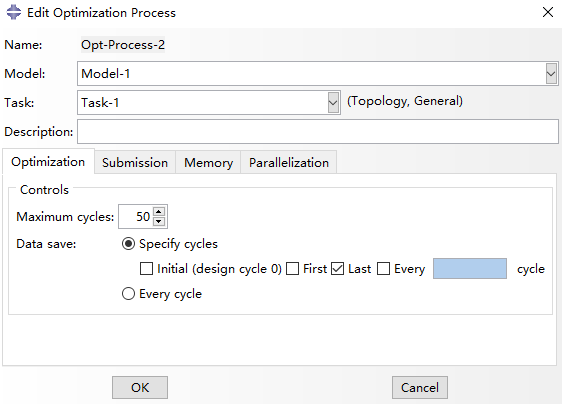 Edit Optimization Process
Name: Opt-Process-2
Model: Model-1
Task: Task-1 (Topology, General)
Description:
Optimization Submission Memory Parallelization
Controls
Maximum cycles: 50
Data save: Specify cycles
Initial (design cycle 0) First Last Every cycle
Every cycle
OK Cancel